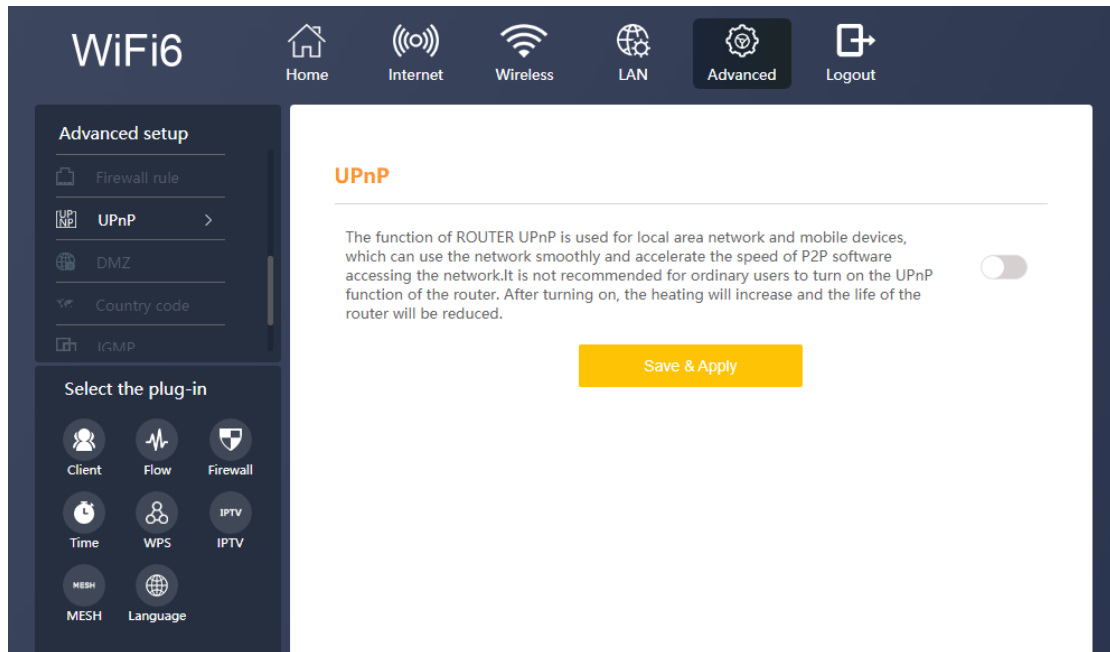 WiFi6
Home
Internet
Wireless
LAN
Advanced
Logout
Advanced setup
Firewall rule
UP
NP
UPnP
DMZ
Country code
IGMP
Select the plug-in
Client
Flow
Firewall
Time
WPS
IPTV
IPTV
MESH
MESH
Language
UPnP
The function of ROUTER UPnP is used for local area network and mobile devices,
which can use the network smoothly and accelerate the speed of P2P software
accessing the network.It is not recommended for ordinary users to turn on the UPnP
function of the router. After turning on, the heating will increase and the life of the
router will be reduced.
Save & Apply